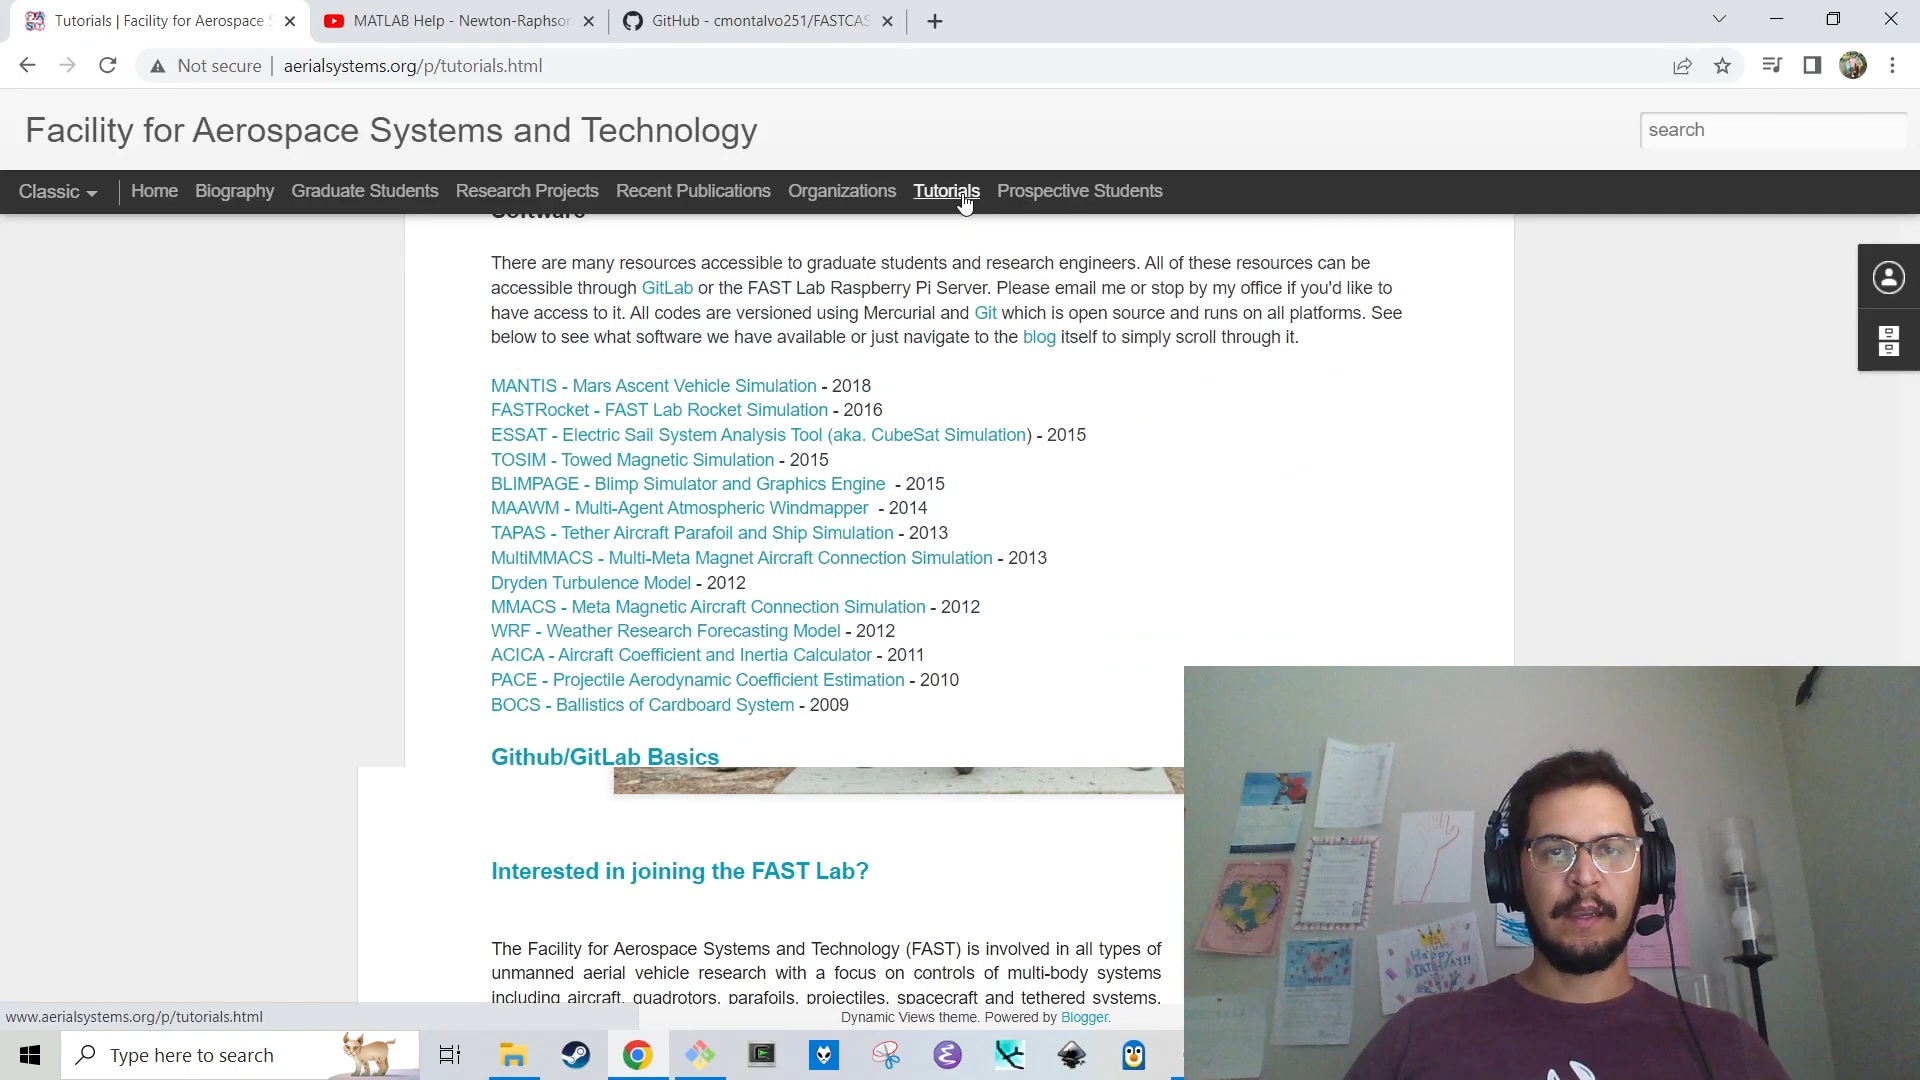 Tutorials | Facility for Aerospace S
MATLAB Help - Newton-Raphson
GitHub - cmontalvo251/FASTCAS
Not secure | aerialsystems.org/p/tutorials.html
Facility for Aerospace Systems and Technology
search
Classic Home Biography Graduate Students Research Projects Recent Publications Organizations Tutorials Prospective Students
Software
There are many resources accessible to graduate students and research engineers. All of these resources can be
accessible through GitLab or the FAST Lab Raspberry Pi Server. Please email me or stop by my office if you'd like to
have access to it. All codes are versioned using Mercurial and Git which is open source and runs on all platforms. See
below to see what software we have available or just navigate to the blog itself to simply scroll through it.
MANTIS - Mars Ascent Vehicle Simulation - 2018
FASTRocket - FAST Lab Rocket Simulation - 2016
ESSAT - Electric Sail System Analysis Tool (aka. CubeSat Simulation) - 2015
TOSIM - Towed Magnetic Simulation - 2015
BLIMPAGE - Blimp Simulator and Graphics Engine - 2015
MAAWM - Multi-Agent Atmospheric Windmapper - 2014
TAPAS - Tether Aircraft Parafoil and Ship Simulation - 2013
MultiMMACS - Multi-Meta Magnet Aircraft Connection Simulation - 2013
Dryden Turbulence Model - 2012
MMACS - Meta Magnetic Aircraft Connection Simulation - 2012
WRF - Weather Research Forecasting Model - 2012
ACICA - Aircraft Coefficient and Inertia Calculator - 2011
PACE - Projectile Aerodynamic Coefficient Estimation - 2010
BOCS - Ballistics of Cardboard System - 2009
Github/GitLab Basics
Interested in joining the FAST Lab?
The Facility for Aerospace Systems and Technology (FAST) is involved in all types of
unmanned aerial vehicle research with a focus on controls of multi-body systems
including aircraft, quadrotors, parafoils, projectiles, spacecraft and tethered systems.
HAPPY BIRTHDAY!!
www.aerialsystems.org/p/tutorials.html
Dynamic Views theme. Powered by Blogger.
Type here to search